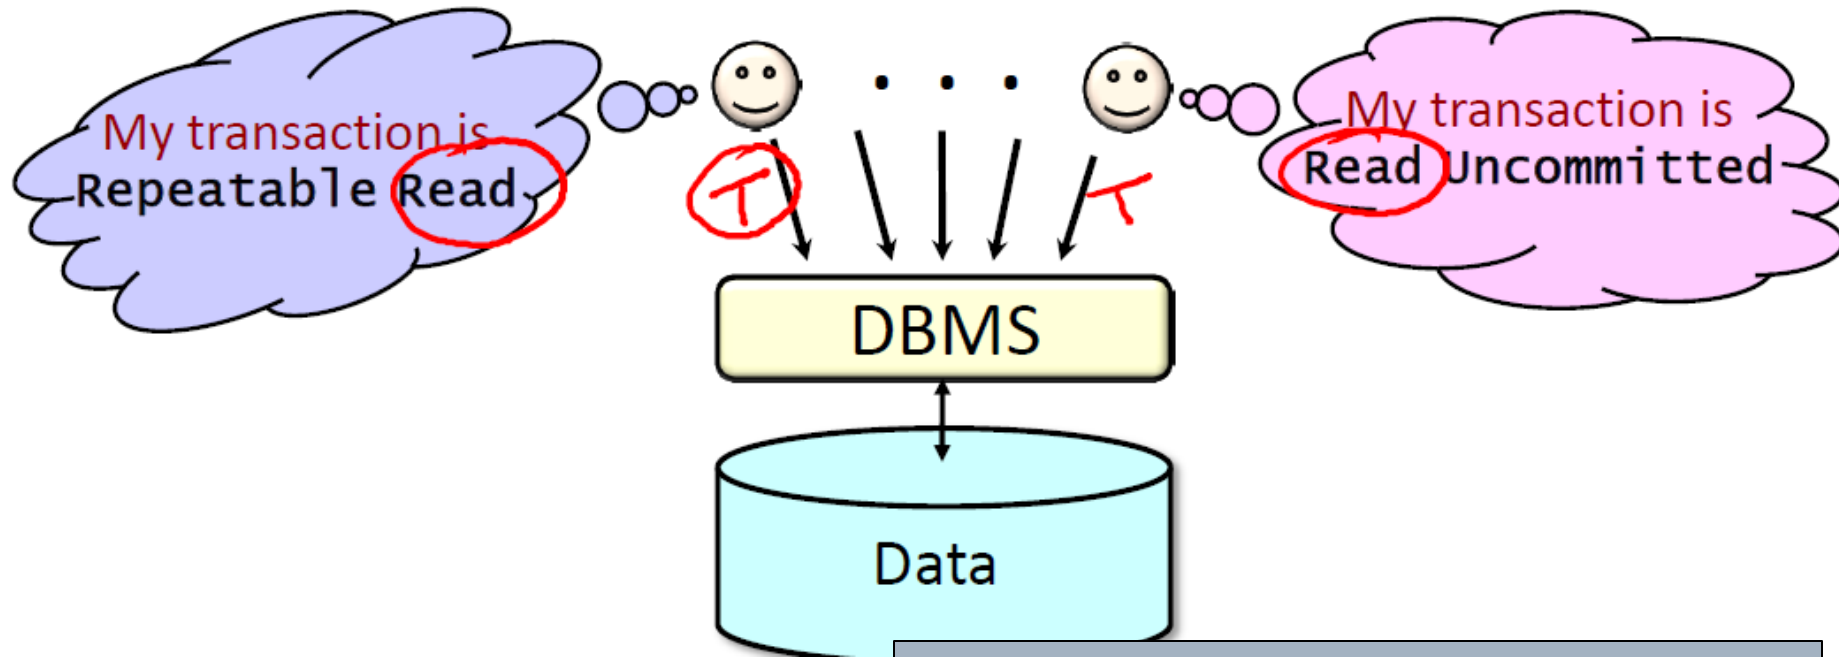 My transaction is
Repeatable Read
T
T
My transaction is
Read Uncommitted
DBMS
Data